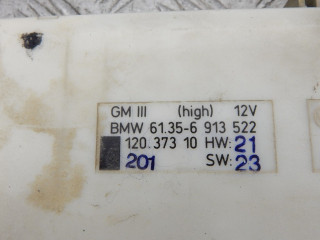 GM III (high) 12V
BMW 61.35-6 913 522
120.373 10 HW: 21
201 SW: 23